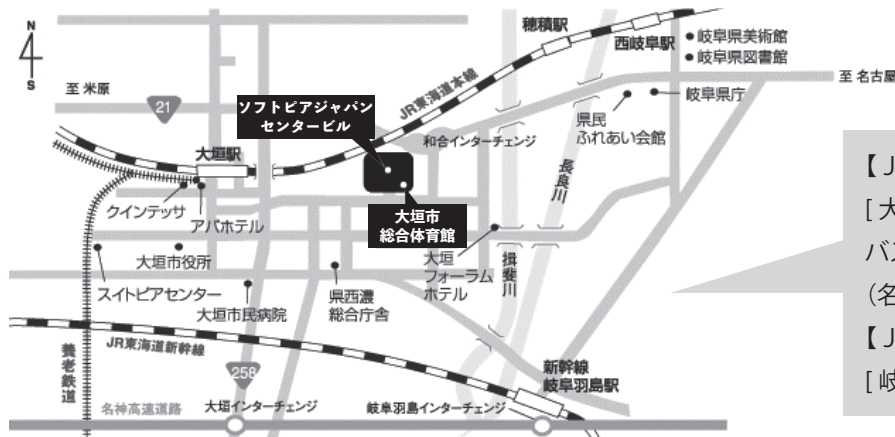 N
S
穂積駅
西岐阜駅
岐阜県美術館
岐阜県図書館
至 米原
21
JR東海道本線
至 名古屋
ソフトピアジャパン
センタービル
岐阜県庁
県民
ふれあい会館
和合インターチェンジ
大垣駅
長良川
クインテッサ
アパホテル
大垣市
総合体育館
大垣市役所
大垣
フォーラム
ホテル
揖斐川
スイトピアセンター
大垣市民病院
県西濃
総合庁舎
JR東海道新幹線
養老鉄道
258
新幹線
岐阜羽島駅
名神高速道路
大垣インターチェンジ
岐阜羽島インターチェンジ
【J
[大
バ
(名
【J
[岐